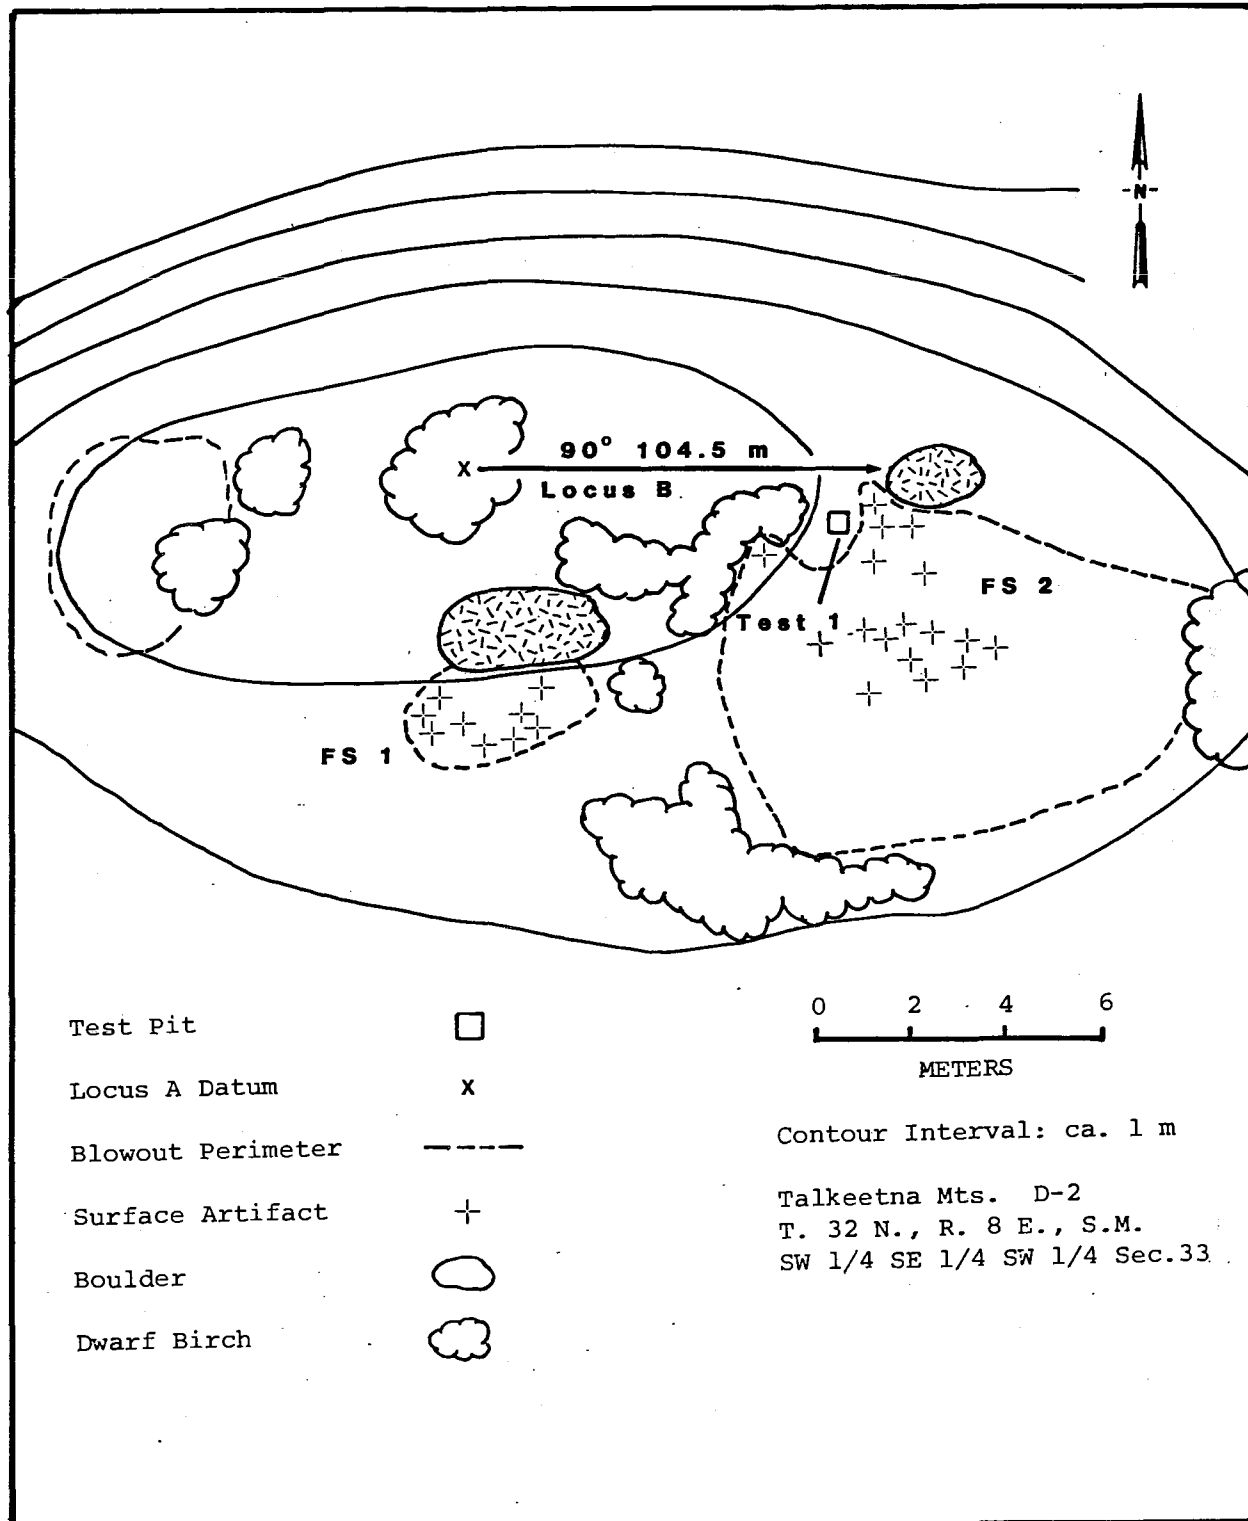 N
90° 104.5 m
X
Locus B
FS 2
Test 1
FS 1
Test Pit
Locus A Datum X
Blowout Perimeter
Surface Artifact
Boulder
Dwarf Birch
0 2 4 6
METERS
Contour Interval: ca. 1 m
Talkeetna Mts. D-2
T. 32 N., R. 8 E., S.M.
SW 1/4 SE 1/4 SW 1/4 Sec.33